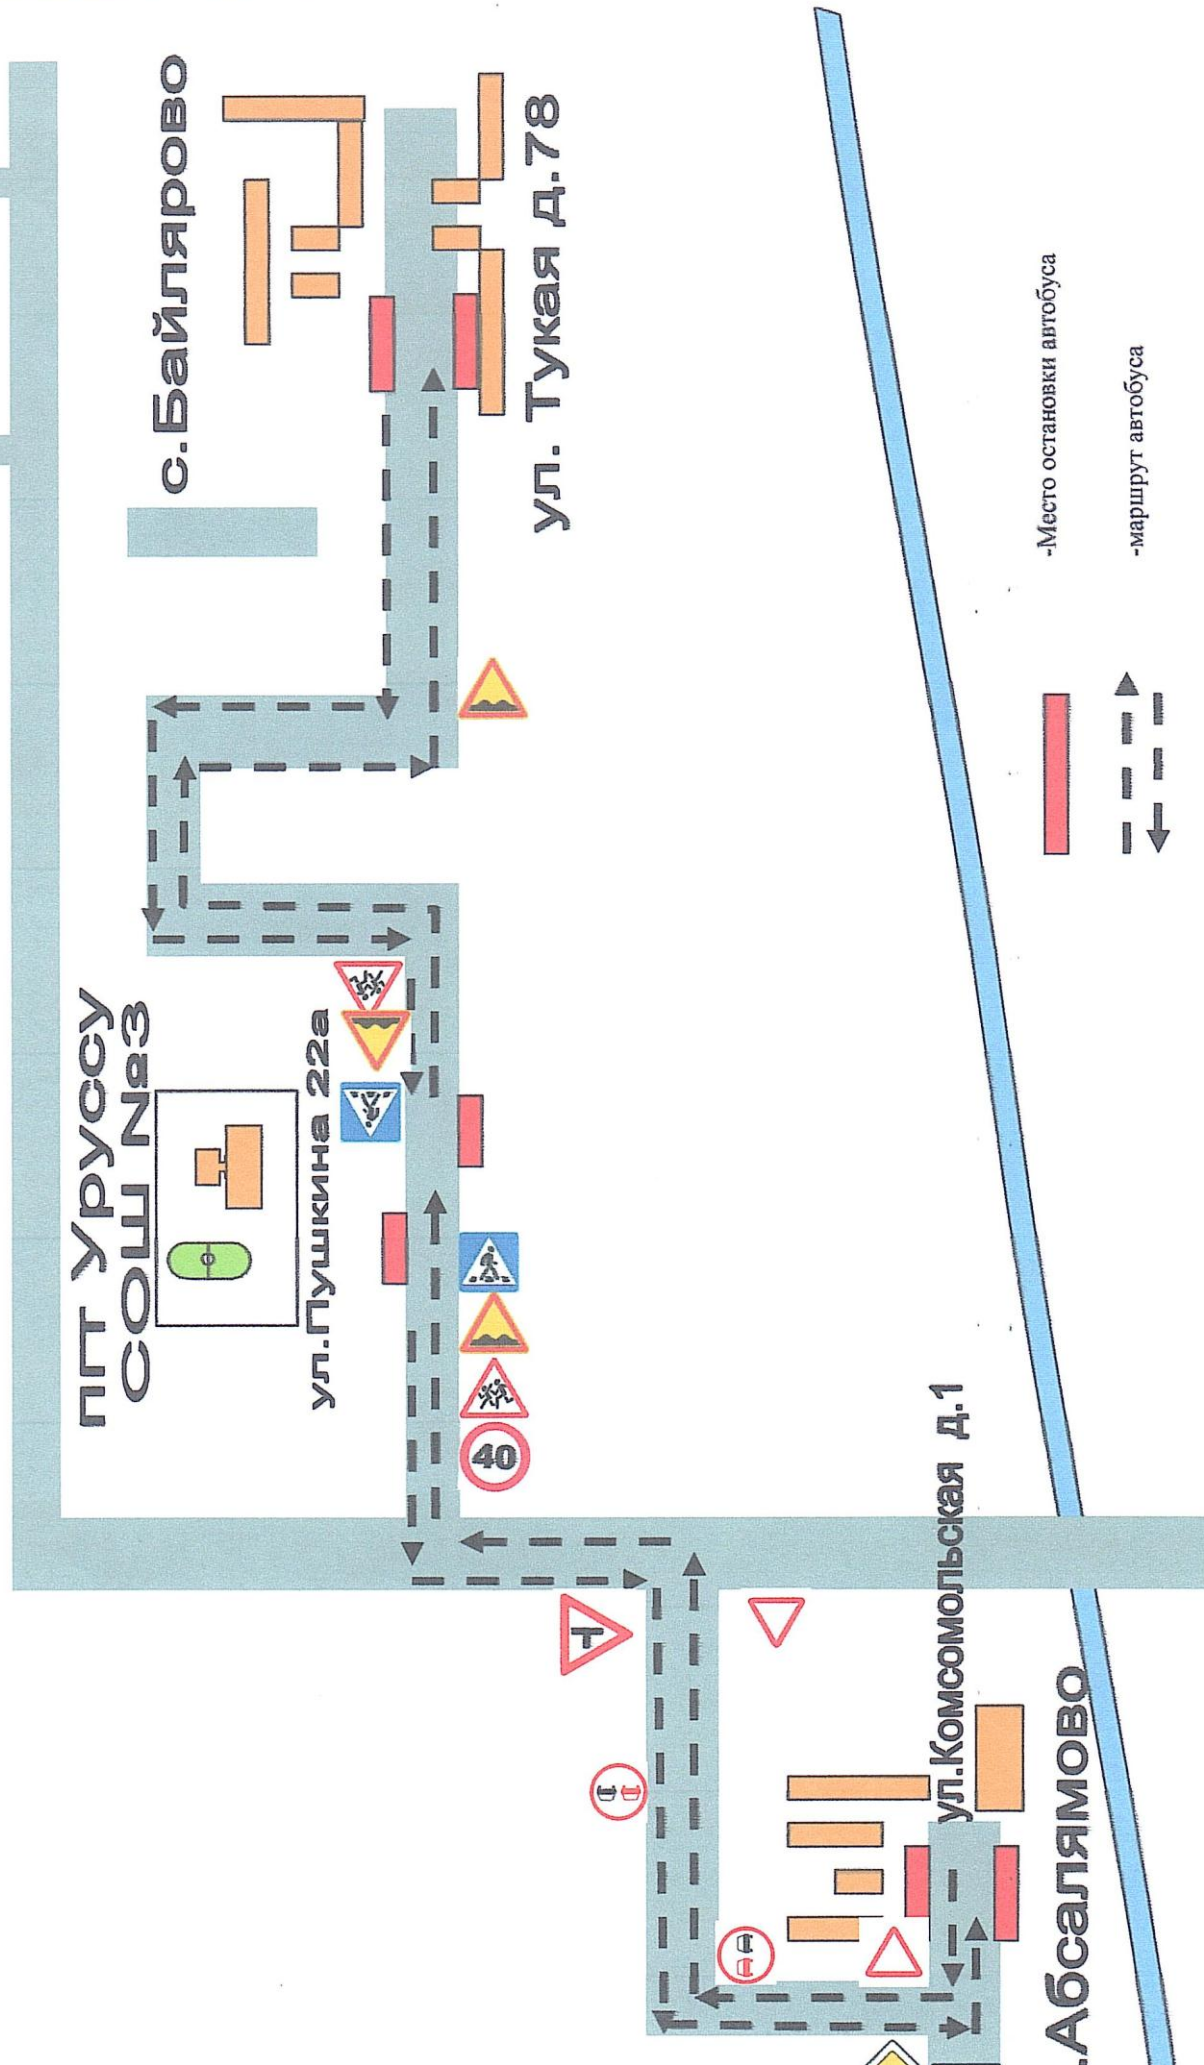 с.Байлярово
ул. Тукая д.78
пгт Уруссу
СОШ №3
ул.Пушкина 22а
40
ул.Комсомольская д.1
.Абсалямово
-Место остановки автобуса
-маршрут автобуса